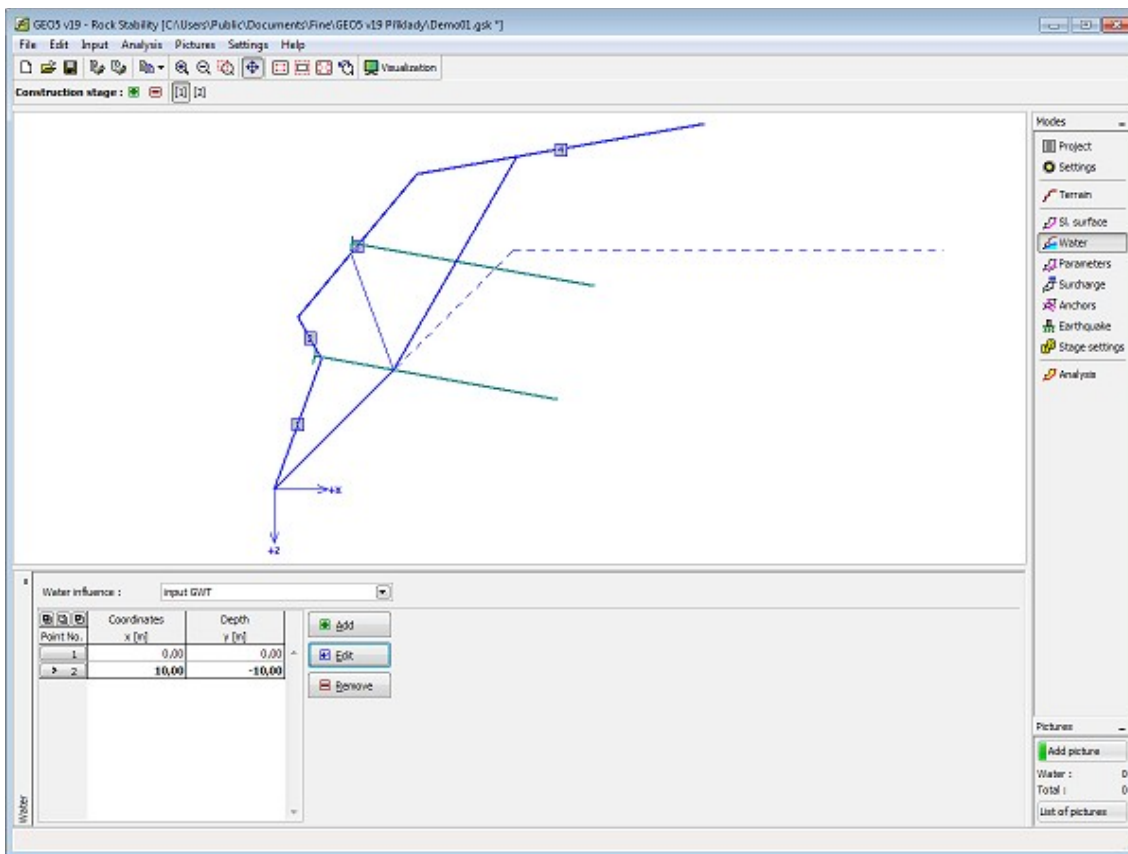 GEO5 v19 - Rock Stability [C:\Users\Public\Documents\Fine\GEO5 v19 Příklady\Demo01.gsk *]
File Edit Input Analysis Pictures Settings Help
Visualization
Construction stage : [1] [2]
4
+x
+z
Modes
Project
Settings
Terrain
Sl. surface
Water
Parameters
Surcharge
Anchors
Earthquake
Stage settings
Analysis
Water influence : input GWT
Coordinates Depth
Point No. x [m] y [m]
1 0,00 0,00
> 2 10,00 -10,00
Add
Edit
Remove
Water
Pictures
Add picture
Water : 0
Total : 0
List of pictures